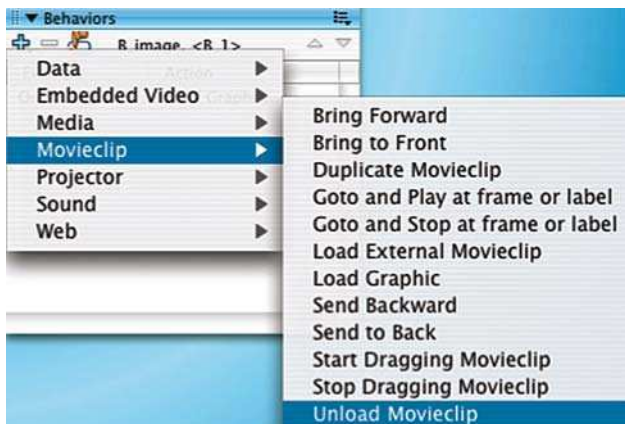 Behaviors
B image, <B_1>
Data
Embedded Video
Media
Movieclip
Projector
Sound
Web
Bring Forward
Bring to Front
Duplicate Movieclip
Goto and Play at frame or label
Goto and Stop at frame or label
Load External Movieclip
Load Graphic
Send Backward
Send to Back
Start Dragging Movieclip
Stop Dragging Movieclip
Unload Movieclip